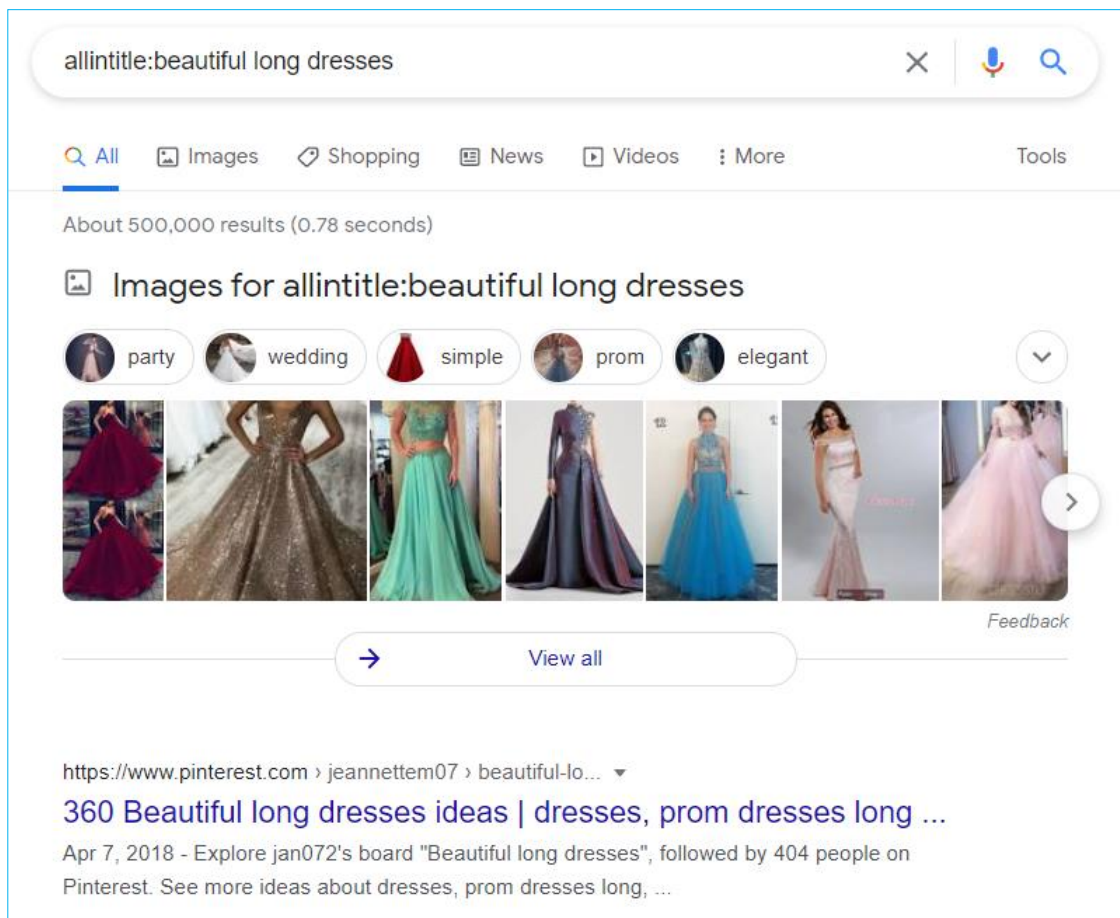 allintitle:beautiful long dresses
All Images Shopping News Videos More Tools
About 500,000 results (0.78 seconds)
Images for allintitle:beautiful long dresses
party wedding simple prom elegant
Feedback
View all
https://www.pinterest.com › jeannettem07 › beautiful-lo...
360 Beautiful long dresses ideas | dresses, prom dresses long ...
Apr 7, 2018 - Explore jan072's board "Beautiful long dresses", followed by 404 people on
Pinterest. See more ideas about dresses, prom dresses long, ...